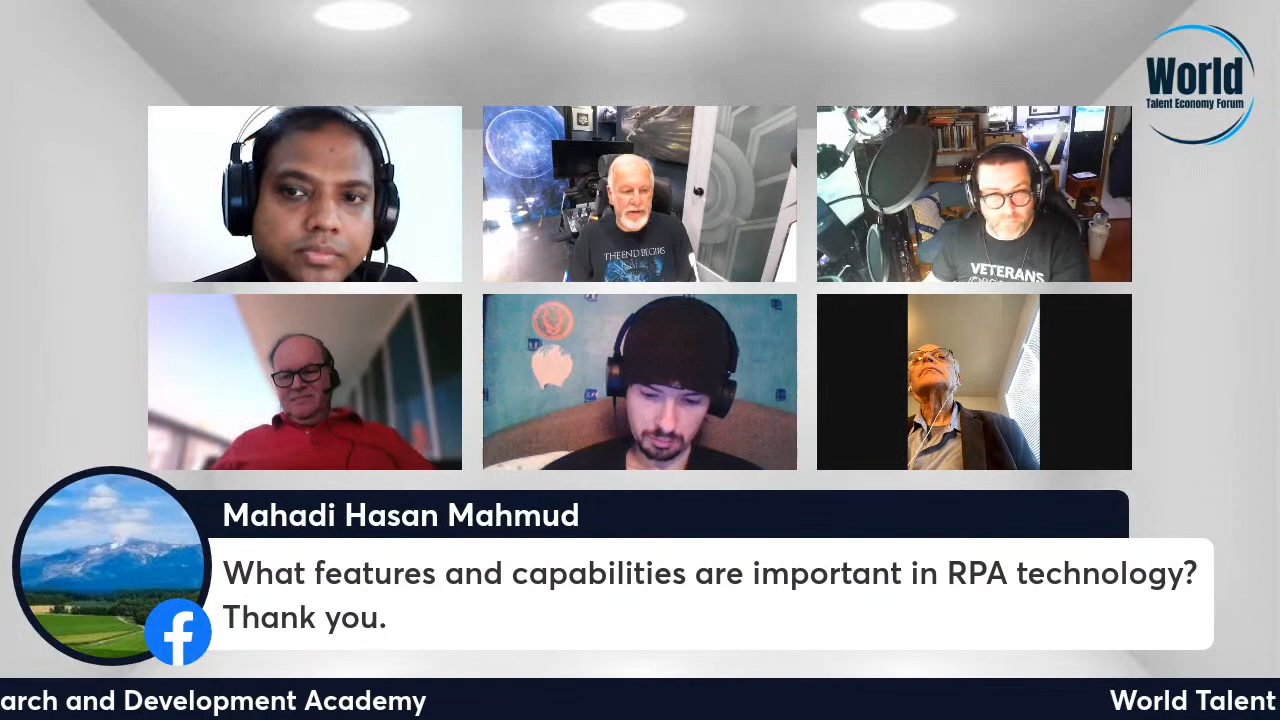 World
Talent Economy Forum
THE END BEGINS
VETERANS
Mahadi Hasan Mahmud
What features and capabilities are important in RPA technology?
Thank you.
arch and Development Academy
World Talent